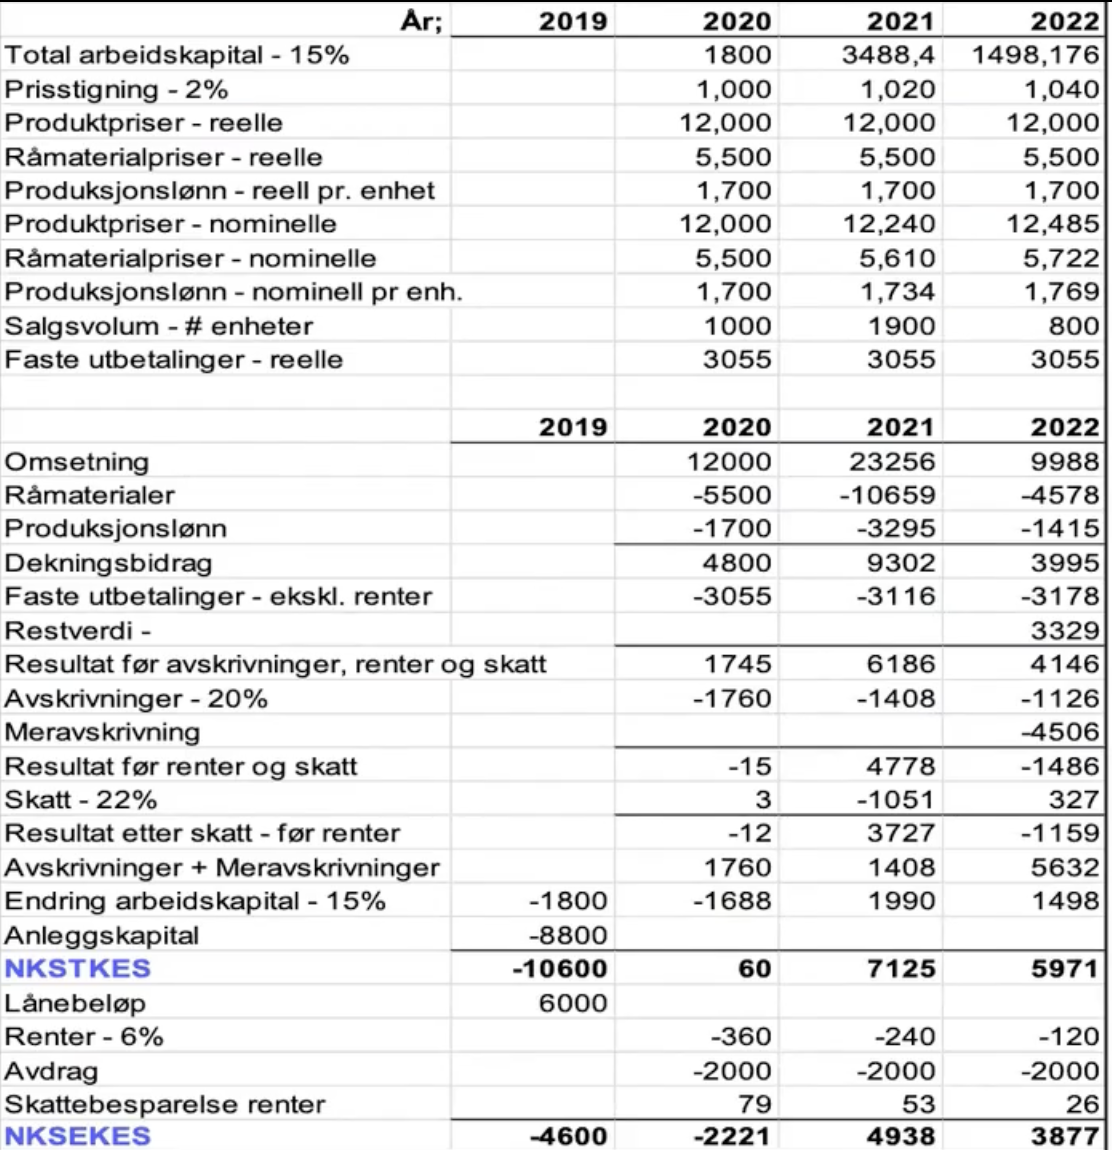 År; 2019 2020 2021 2022
Total arbeidskapital - 15% 1800 3488,4 1498,176
Prisstigning - 2% 1,000 1,020 1,040
Produktpriser - reelle 12,000 12,000 12,000
Råmaterialpriser - reelle 5,500 5,500 5,500
Produksjonslønn - reell pr. enhet 1,700 1,700 1,700
Produktpriser - nominelle 12,000 12,240 12,485
Råmaterialpriser - nominelle 5,500 5,610 5,722
Produksjonslønn - nominell pr enh. 1,700 1,734 1,769
Salgsvolum - # enheter 1000 1900 800
Faste utbetalinger - reelle 3055 3055 3055
2019 2020 2021 2022
Omsetning 12000 23256 9988
Råmaterialer -5500 -10659 -4578
Produksjonslønn -1700 -3295 -1415
Dekningsbidrag 4800 9302 3995
Faste utbetalinger - ekskl. renter -3055 -3116 -3178
Restverdi - 3329
Resultat før avskrivninger, renter og skatt 1745 6186 4146
Avskrivninger - 20% -1760 -1408 -1126
Meravskrivning -4506
Resultat før renter og skatt -15 4778 -1486
Skatt - 22% 3 -1051 327
Resultat etter skatt - før renter -12 3727 -1159
Avskrivninger + Meravskrivninger 1760 1408 5632
Endring arbeidskapital - 15% -1800 -1688 1990 1498
Anleggskapital -8800
NKSTKES -10600 60 7125 5971
Lånebeløp 6000
Renter - 6% -360 -240 -120
Avdrag -2000 -2000 -2000
Skattebesparelse renter 79 53 26
NKSEKES -4600 -2221 4938 3877